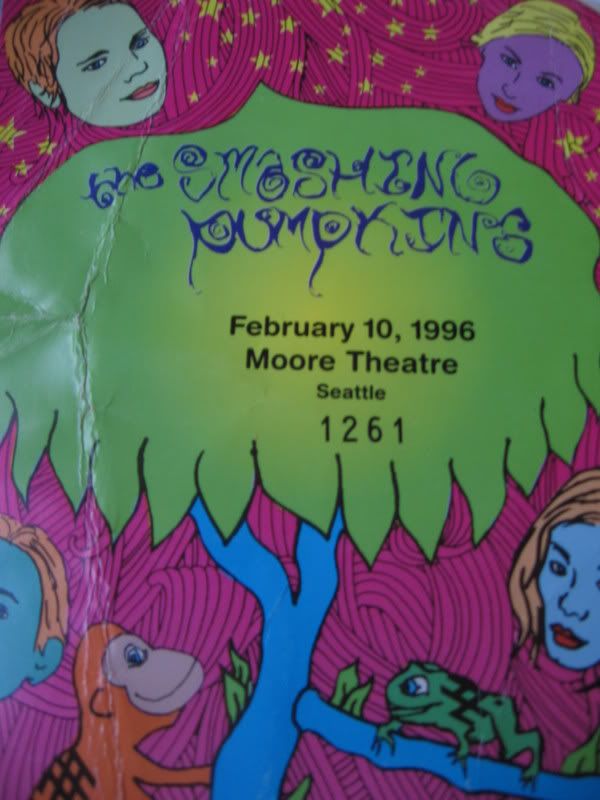 the SMASHING
PUMPKINS
February 10, 1996
Moore Theatre
Seattle
1261